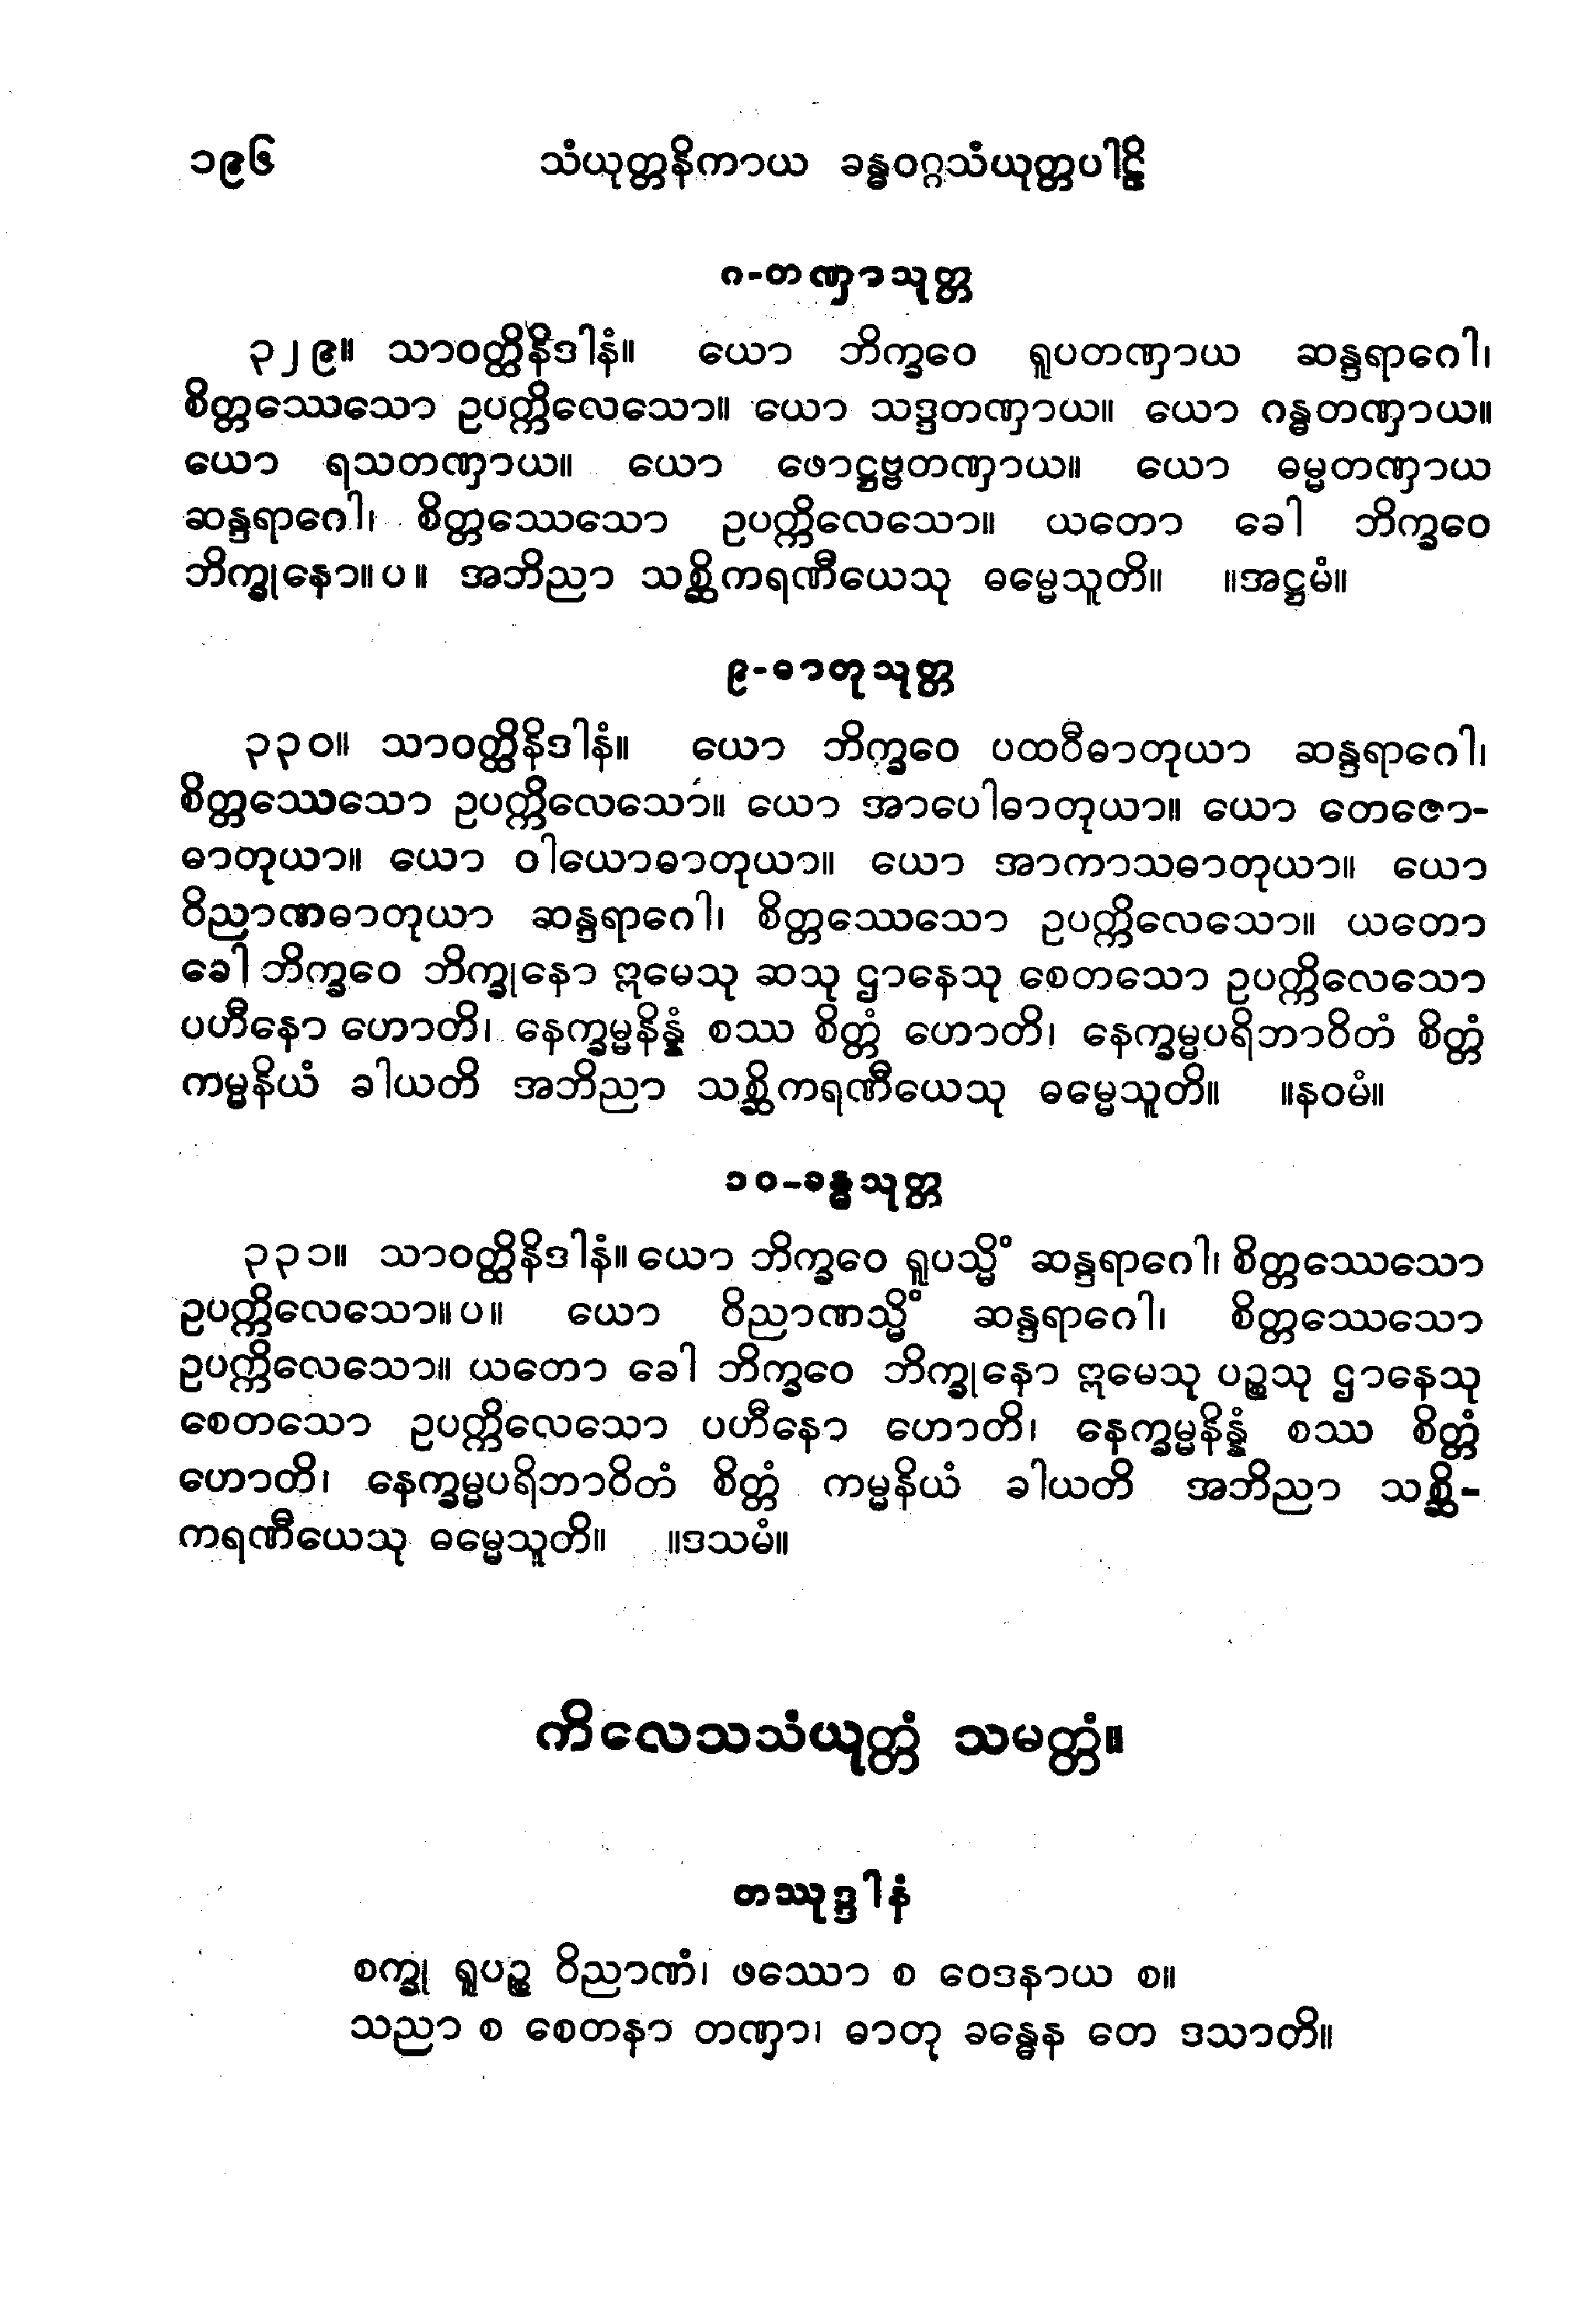 ၁၉၆ သံယုတ္တနိကာယ ခန္ဓဝဂ္ဂသံယုတ္တပါဠိ
၈-တဏှာသုတ္တ
၃၂၉။ သာဝတ္ထိနိဒါနံ။ ယော ဘိက္ခဝေ ရူပတဏှာယ ဆန္ဒရာဂေါ၊
စိတ္တဿေသော ဥပက္ကိလေသော။ ယော သဒ္ဒတဏှာယ။ ယော ဂန္ဓတဏှာယ။
ယော ရသတဏှာယ။ ယော ဖောဋ္ဌဗ္ဗတဏှာယ။ ယော ဓမ္မတဏှာယ
ဆန္ဒရာဂေါ၊ စိတ္တဿေသော ဥပက္ကိလေသော။ ယတော ခေါ ဘိက္ခဝေ
ဘိက္ခုနော။ပ။ အဘိညာ သစ္ဆိကရဏီယေသု ဓမ္မေသူတိ။ ။အဋ္ဌမံ။
၉-ဓာတုသုတ္တ
၃၃၀။ သာဝတ္ထိနိဒါနံ။ ယော ဘိက္ခဝေ ပထဝီဓာတုယာ ဆန္ဒရာဂေါ၊
စိတ္တဿေသော ဥပက္ကိလေသော။ ယော အာပေါဓာတုယာ။ ယော တေဇော-
ဓာတုယာ။ ယော ဝါယောဓာတုယာ။ ယော အာကာသဓာတုယာ။ ယော
ဝိညာဏဓာတုယာ ဆန္ဒရာဂေါ၊ စိတ္တဿေသော ဥပက္ကိလေသော။ ယတော
ခေါ ဘိက္ခဝေ ဘိက္ခုနော ဣမေသု ဆသု ဌာနေသု စေတသော ဥပက္ကိလေသော
ပဟီနော ဟောတိ၊ နေက္ခမ္မနိန္နံ စဿ စိတ္တံ ဟောတိ၊ နေက္ခမ္မပရိဘာဝိတံ စိတ္တံ
ကမ္မနိယံ ခါယတိ အဘိညာ သစ္ဆိကရဏီယေသု ဓမ္မေသူတိ။ ။နဝမံ။
၁၀-ခန္ဓသုတ္တ
၃၃၁။ သာဝတ္ထိနိဒါနံ။ ယော ဘိက္ခဝေ ရူပသ္မိံ ဆန္ဒရာဂေါ၊ စိတ္တဿေသော
ဥပက္ကိလေသော။ပ။ ယော ဝိညာဏသ္မိံ ဆန္ဒရာဂေါ၊ စိတ္တဿေသော
ဥပက္ကိလေသော။ ယတော ခေါ ဘိက္ခဝေ ဘိက္ခုနော ဣမေသု ပဉ္စသု ဌာနေသု
စေတသော ဥပက္ကိလေသော ပဟီနော ဟောတိ၊ နေက္ခမ္မနိန္နံ စဿ စိတ္တံ
ဟောတိ၊ နေက္ခမ္မပရိဘာဝိတံ စိတ္တံ ကမ္မနိယံ ခါယတိ အဘိညာ သစ္ဆိ-
ကရဏီယေသု ဓမ္မေသူတိ။ ။ဒသမံ။
ကိလေသသံယုတ္တံ သမတ္တံ။
တဿုဒ္ဒါနံ
စက္ခု ရူပဉ္စ ဝိညာဏံ၊ ဖဿော စ ဝေဒနာယ စ။
သညာ စ စေတနာ တဏှာ၊ ဓာတု ခန္ဓေန တေ ဒသာတိ။